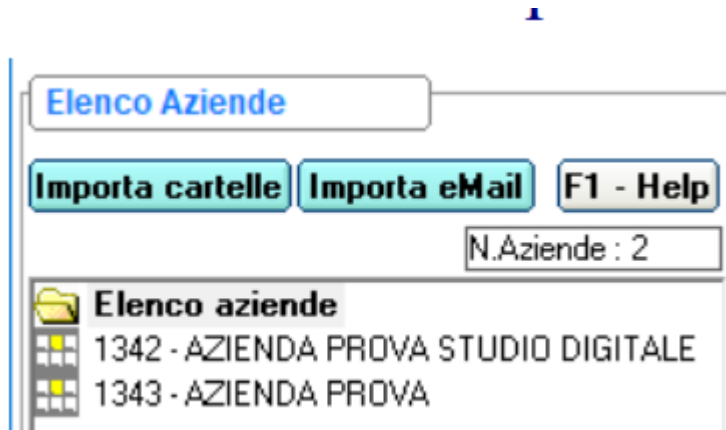 Elenco Aziende
Importa cartelle Importa eMail F1 - Help
N.Aziende : 2
Elenco aziende
1342 - AZIENDA PROVA STUDIO DIGITALE
1343 - AZIENDA PROVA